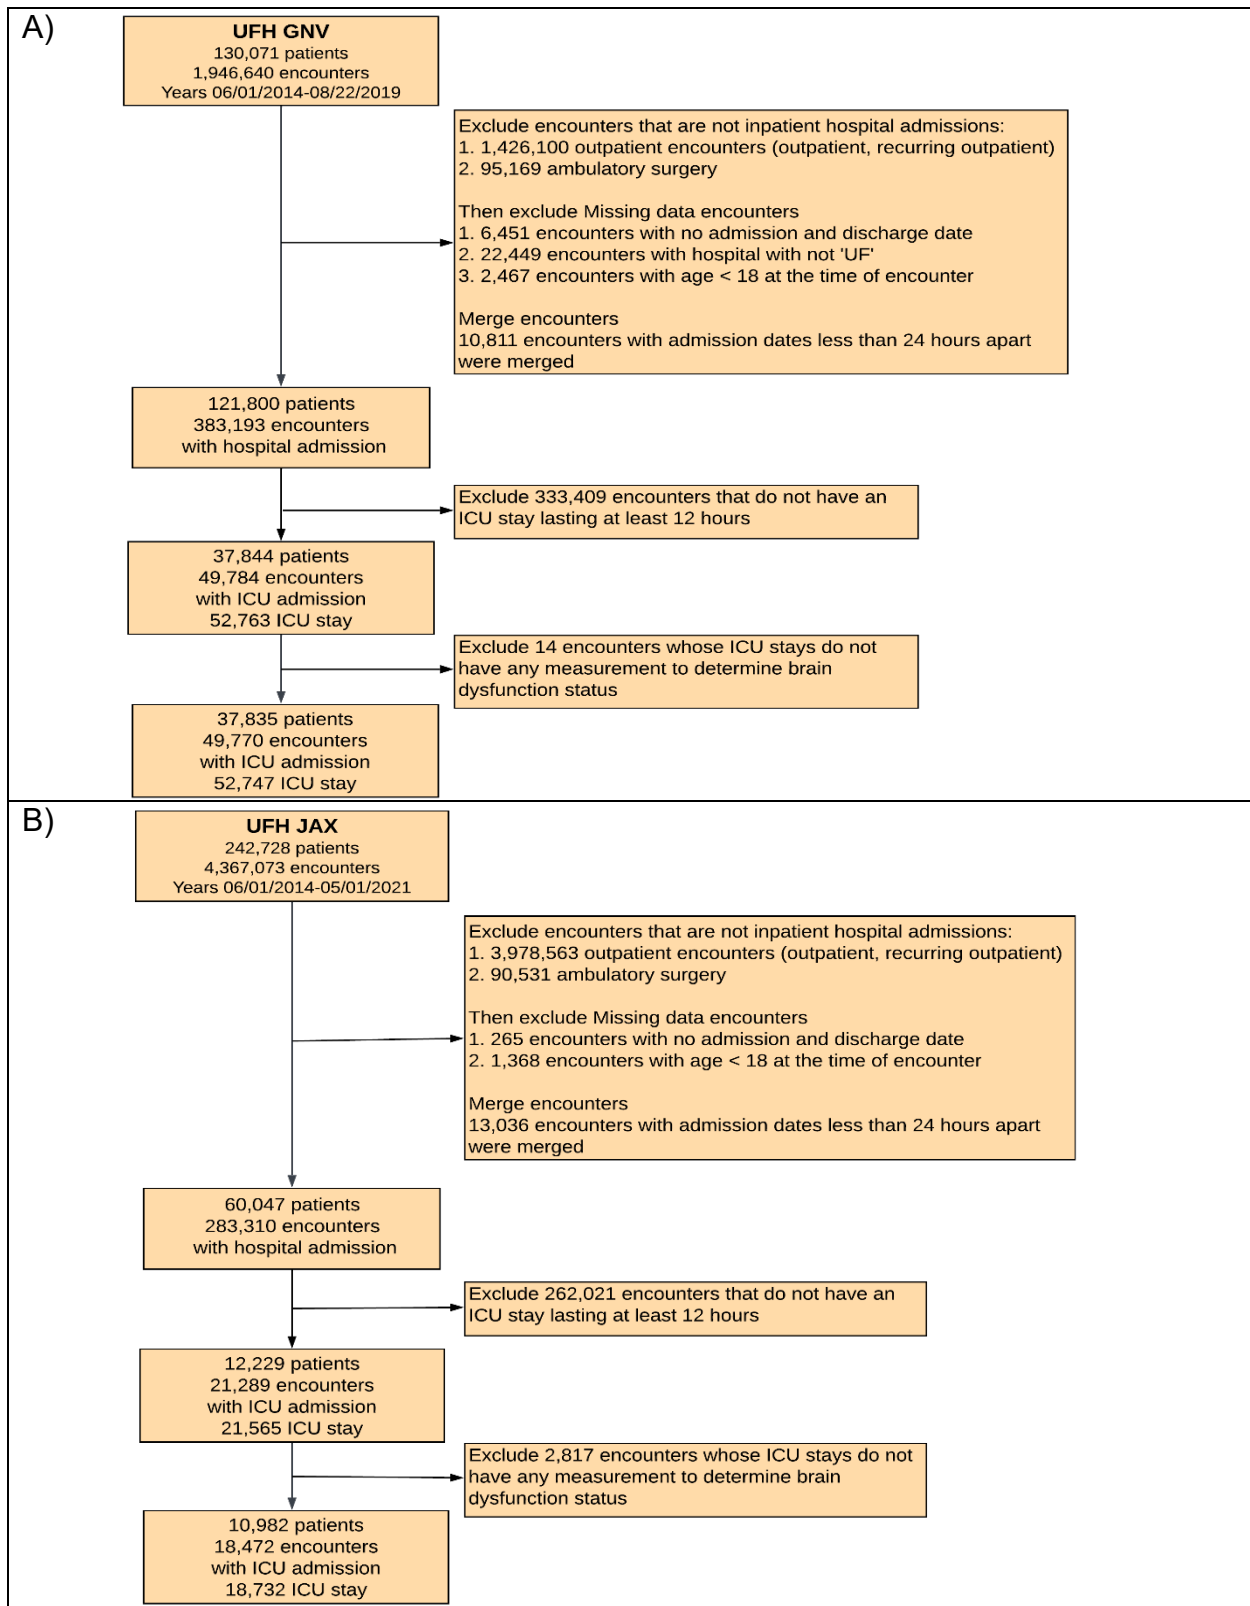 A)
UFH GNV
130,071 patients
1,946,640 encounters
Years 06/01/2014-08/22/2019
Exclude encounters that are not inpatient hospital admissions:
1. 1,426,100 outpatient encounters (outpatient, recurring outpatient)
2. 95,169 ambulatory surgery
Then exclude Missing data encounters
1. 6,451 encounters with no admission and discharge date
2. 22,449 encounters with hospital with not 'UF'
3. 2,467 encounters with age < 18 at the time of encounter
Merge encounters
10,811 encounters with admission dates less than 24 hours apart
were merged
121,800 patients
383,193 encounters
with hospital admission
Exclude 333,409 encounters that do not have an
ICU stay lasting at least 12 hours
37,844 patients
49,784 encounters
with ICU admission
52,763 ICU stay
Exclude 14 encounters whose ICU stays do not
have any measurement to determine brain
dysfunction status
37,835 patients
49,770 encounters
with ICU admission
52,747 ICU stay
B)
UFH JAX
242,728 patients
4,367,073 encounters
Years 06/01/2014-05/01/2021
Exclude encounters that are not inpatient hospital admissions:
1. 3,978,563 outpatient encounters (outpatient, recurring outpatient)
2. 90,531 ambulatory surgery
Then exclude Missing data encounters
1. 265 encounters with no admission and discharge date
2. 1,368 encounters with age < 18 at the time of encounter
Merge encounters
13,036 encounters with admission dates less than 24 hours apart
were merged
60,047 patients
283,310 encounters
with hospital admission
Exclude 262,021 encounters that do not have an
ICU stay lasting at least 12 hours
12,229 patients
21,289 encounters
with ICU admission
21,565 ICU stay
Exclude 2,817 encounters whose ICU stays do not
have any measurement to determine brain
dysfunction status
10,982 patients
18,472 encounters
with ICU admission
18,732 ICU stay